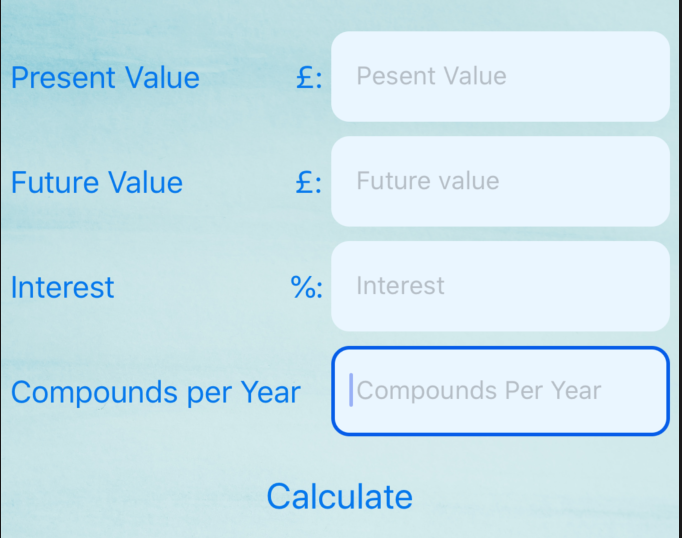 Present Value £: Pesent Value
Future Value £: Future value
Interest %: Interest
Compounds per Year Compounds Per Year
Calculate